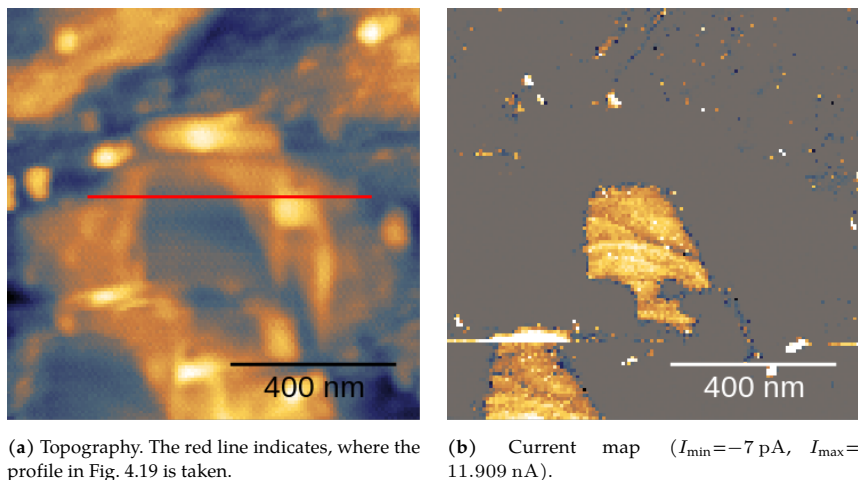 400 nm
400 nm
(a) Topography. The red line indicates, where the
profile in Fig. 4.19 is taken.
(b) Current map (Imin=−7 pA, Imax=
11.909 nA).